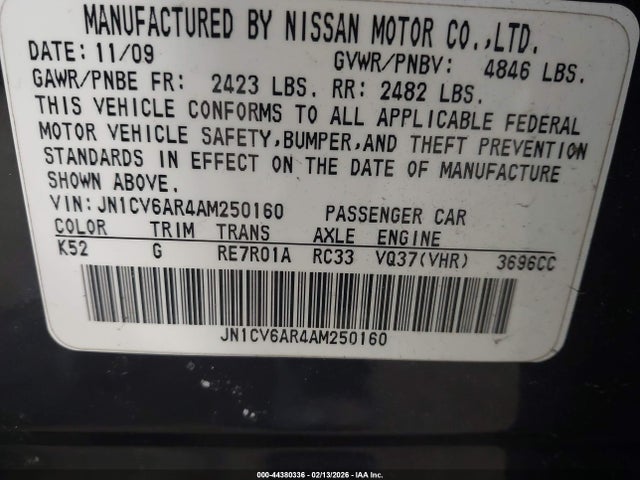 MANUFACTURED BY NISSAN MOTOR CO.,LTD.
DATE: 11/09 GVWR/PNBV: 4846 LBS.
GAWR/PNBE FR: 2423 LBS. RR: 2482 LBS.
THIS VEHICLE CONFORMS TO ALL APPLICABLE FEDERAL
MOTOR VEHICLE SAFETY,BUMPER,AND THEFT PREVENTION
STANDARDS IN EFFECT ON THE DATE OF MANUFACTURE
SHOWN ABOVE.
VIN: JN1CV6AR4AM250160 PASSENGER CAR
COLOR TRIM TRANS AXLE ENGINE
K52 G RE7R01A RC33 VQ37(VHR) 3696CC
JN1CV6AR4AM250160
000-44380336 - 02/13/2026 - IAA Inc.